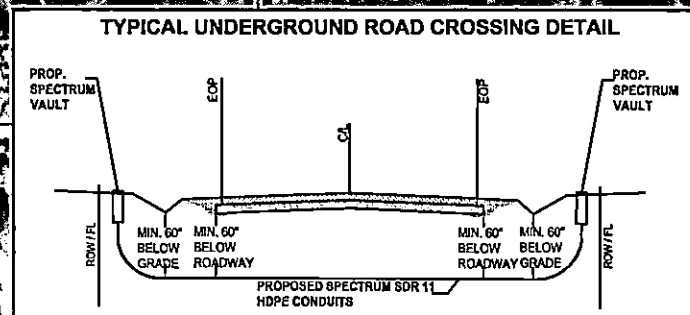 TYPICAL UNDERGROUND ROAD CROSSING DETAIL
PROP.
SPECTRUM
VAULT
EOP
C/L
EOP
PROP.
SPECTRUM
VAULT
ROW / FL
MIN. 60"
BELOW
GRADE
MIN. 60"
BELOW
ROADWAY
MIN. 60"
BELOW
ROADWAY
MIN. 60"
BELOW
GRADE
ROW / FL
PROPOSED SPECTRUM SDR 11
HDPE CONDUITS